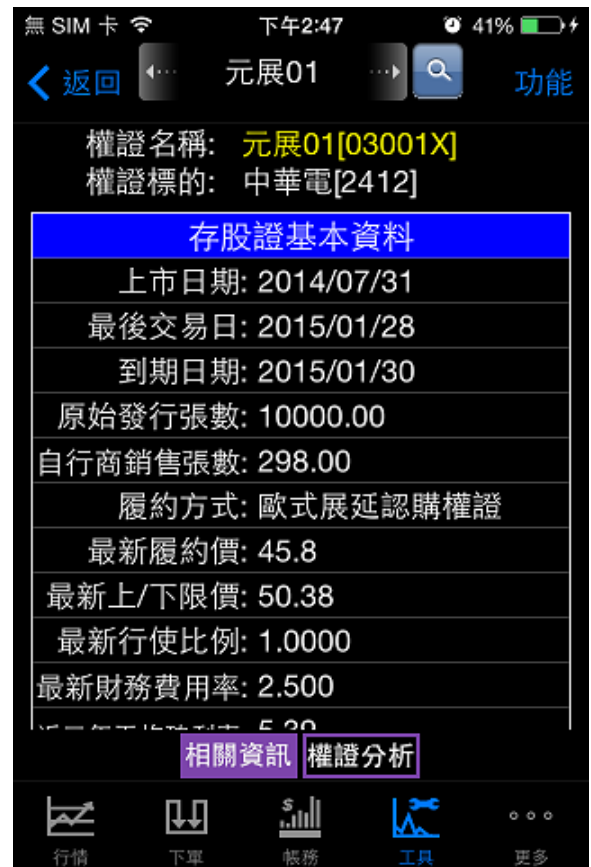 無 SIM 卡 下午2:47 41%
返回 元展01 功能
權證名稱: 元展01[03001X]
權證標的: 中華電[2412]
存股證基本資料
上市日期: 2014/07/31
最後交易日: 2015/01/28
到期日期: 2015/01/30
原始發行張數: 10000.00
自行商銷售張數: 298.00
履約方式: 歐式展延認購權證
最新履約價: 45.8
最新上/下限價: 50.38
最新行使比例: 1.0000
最新財務費用率: 2.500
5.39
相關資訊 權證分析
行情 下單 帳務 工具 更多